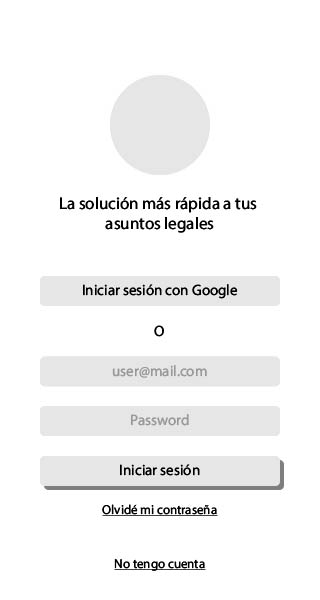 La solución más rápida a tus
asuntos legales
Iniciar sesión con Google
O
user@mail.com
Password
Iniciar sesión
Olvidé mi contraseña
No tengo cuenta